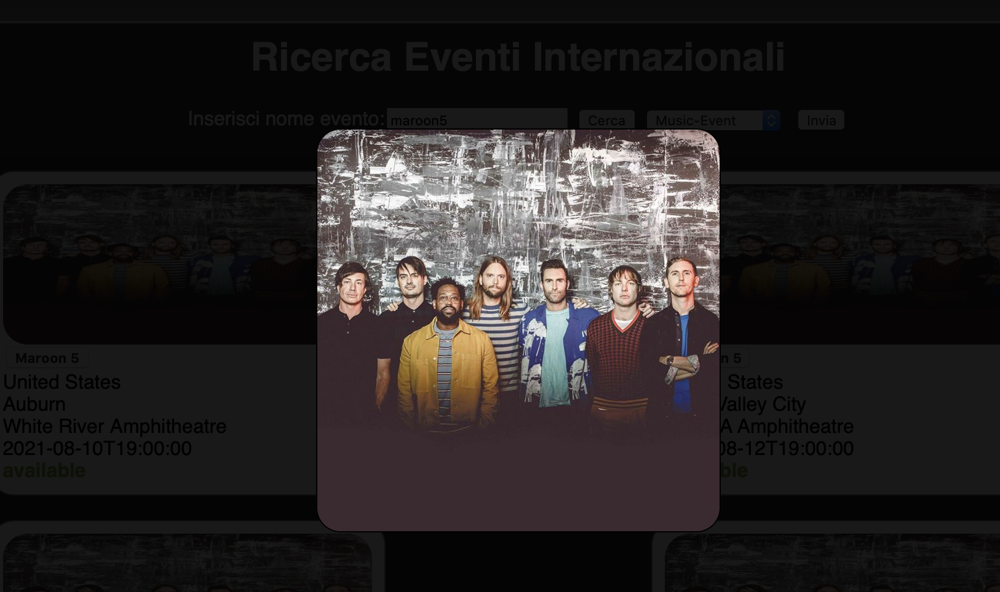 Ricerca Eventi Internazionali
Inserisci nome evento: maroon5 Cerca Music-Event Invia
Maroon 5
United States
Auburn
White River Amphitheatre
2021-08-10T19:00:00
available
n 5
States
Valley City
A Amphitheatre
08-12T19:00:00
ble